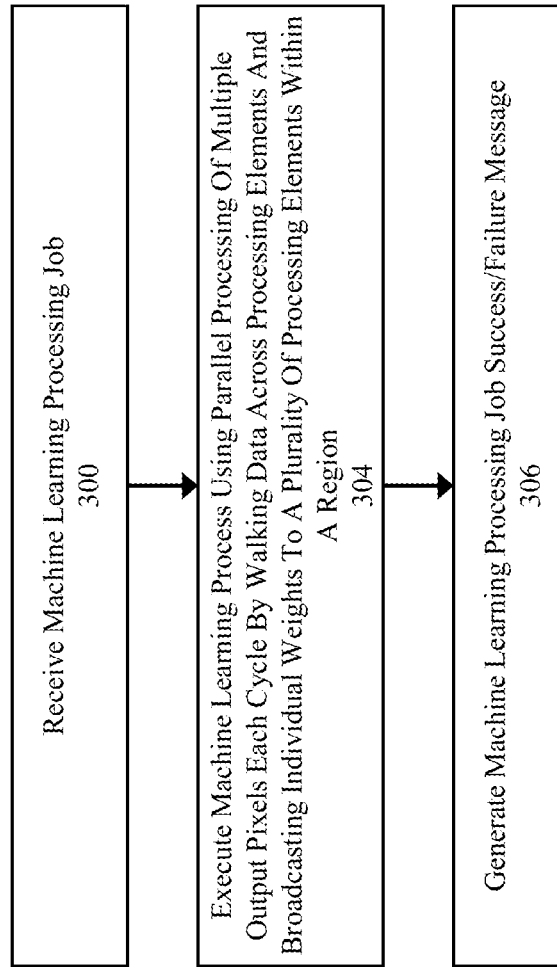 Receive Machine Learning Processing Job
300
Execute Machine Learning Process Using Parallel Processing Of Multiple
Output Pixels Each Cycle By Walking Data Across Processing Elements And
Broadcasting Individual Weights To A Plurality Of Processing Elements Within
A Region
304
Generate Machine Learning Processing Job Success/Failure Message
306